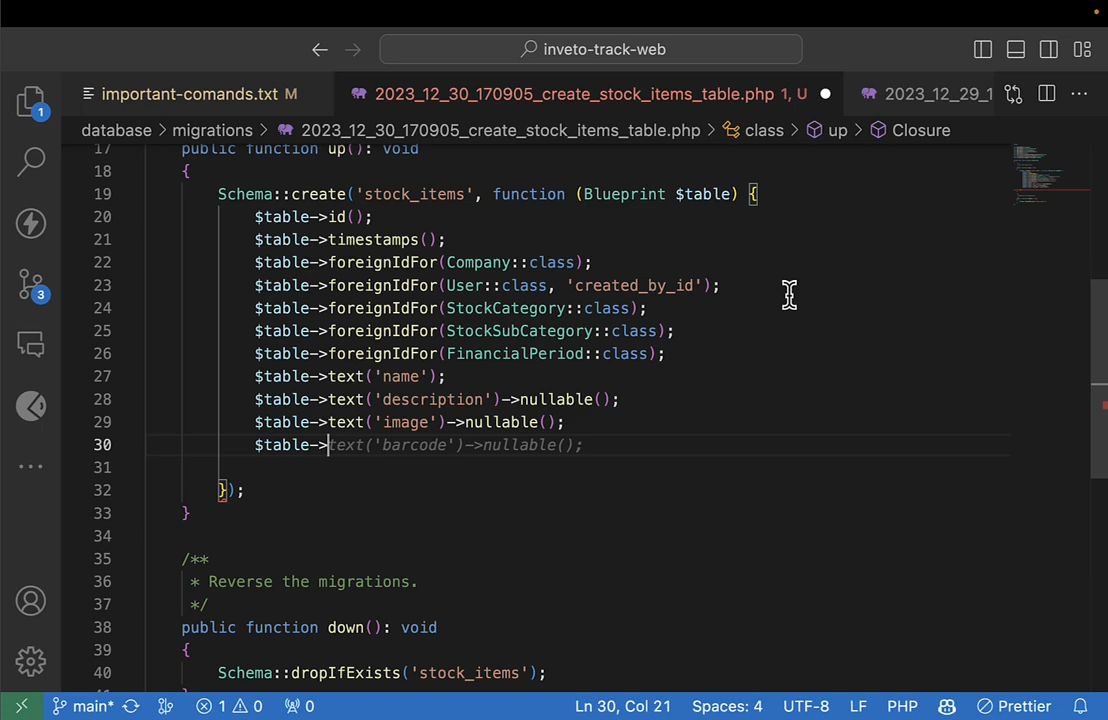 inveto-track-web
important-comands.txt M
2023_12_30_170905_create_stock_items_table.php 1, U
2023_12_29_1
database > migrations > 2023_12_30_170905_create_stock_items_table.php > class > up > Closure
1
3
17 public function up(): void
18 {
19 Schema::create('stock_items', function (Blueprint $table) {
20 $table->id();
21 $table->timestamps();
22 $table->foreignIdFor(Company::class);
23 $table->foreignIdFor(User::class, 'created_by_id');
24 $table->foreignIdFor(StockCategory::class);
25 $table->foreignIdFor(StockSubCategory::class);
26 $table->foreignIdFor(FinancialPeriod::class);
27 $table->text('name');
28 $table->text('description')->nullable();
29 $table->text('image')->nullable();
30 $table->text('barcode')->nullable();
31
32 });
33 }
34
35 /**
36 * Reverse the migrations.
37 */
38 public function down(): void
39 {
40 Schema::dropIfExists('stock_items');
main* 1 0 0 Ln 30, Col 21 Spaces: 4 UTF-8 LF PHP Prettier